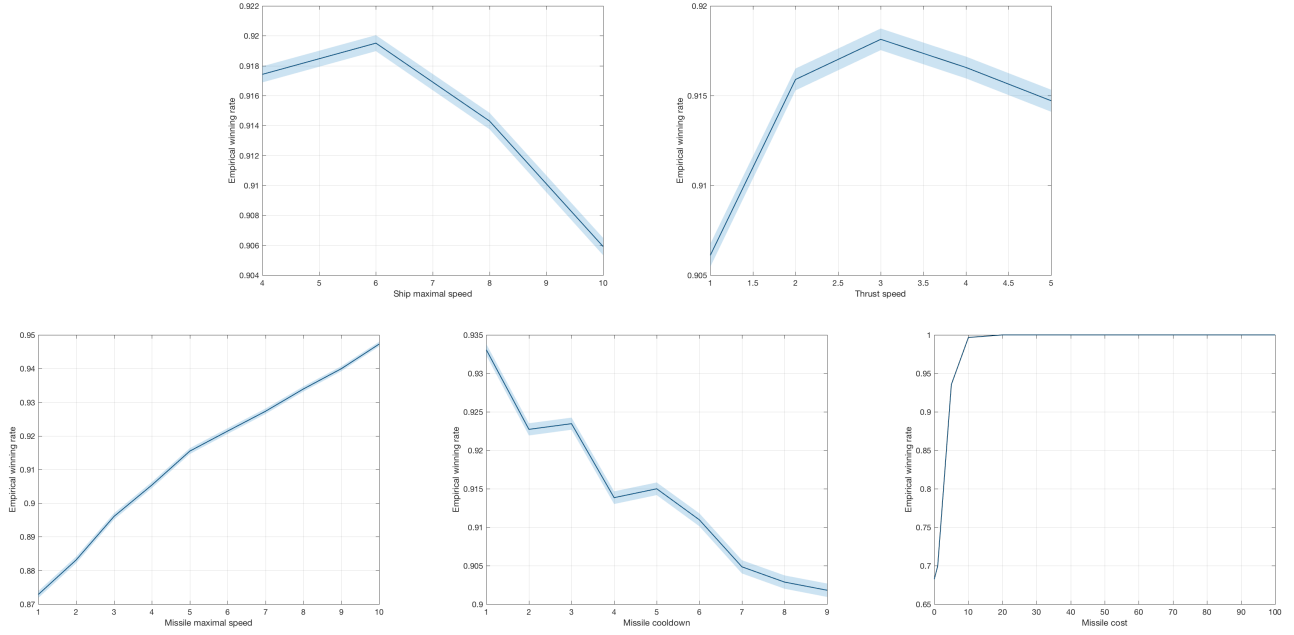 0.922
0.92
0.918
0.916
0.914
0.912
0.91
0.908
0.906
0.904
Empirical winning rate
4 5 6 7 8 9 10
Ship maximal speed
0.92
0.915
0.91
0.905
Empirical winning rate
1 1.5 2 2.5 3 3.5 4 4.5 5
Thrust speed
0.95
0.94
0.93
0.92
0.91
0.9
0.89
0.88
0.87
Empirical winning rate
1 2 3 4 5 6 7 8 9 10
Missile maximal speed
0.935
0.93
0.925
0.92
0.915
0.91
0.905
0.9
Empirical winning rate
1 2 3 4 5 6 7 8 9
Missile cooldown
1
0.95
0.9
0.85
0.8
0.75
0.7
0.65
Empirical winning rate
0 10 20 30 40 50 60 70 80 90 100
Missile cost